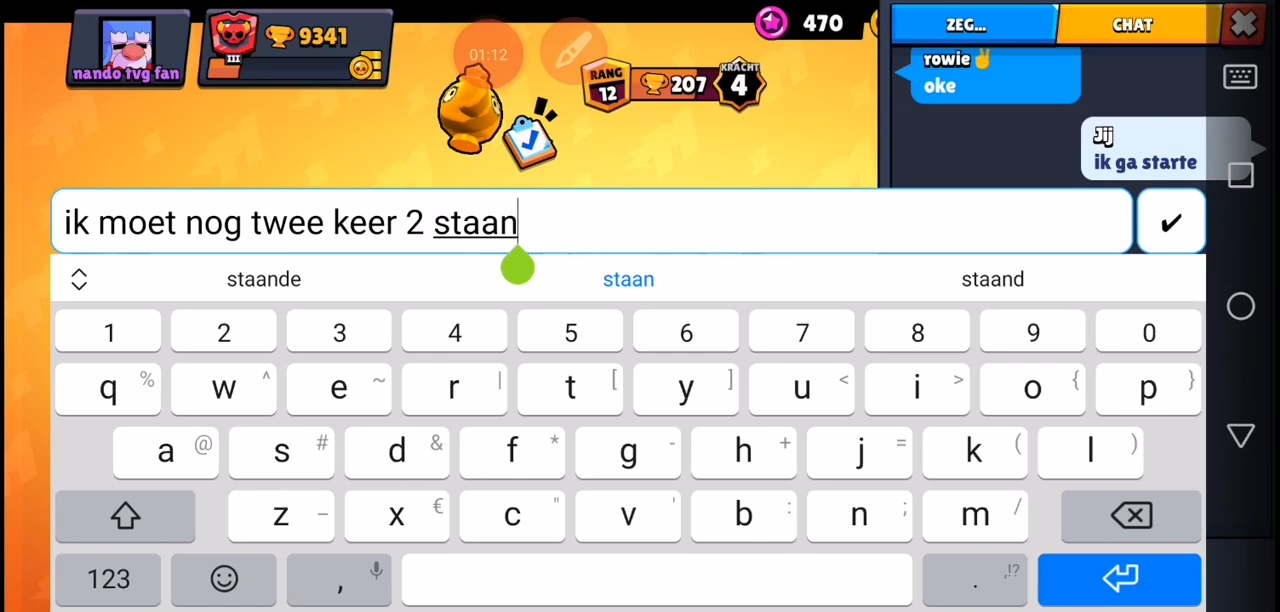 nando fvg fan
III
9341
01:12
RANG
12
207
KRACHT
4
470
ZEG...
CHAT
rowie✌
oke
Jij
ik ga starte
ik moet nog twee keer 2 staan
✔
staande
staan
staand
1 2 3 4 5 6 7 8 9 0
q % w ^ e ~ r | t [ y ] u < i > o { p }
a @ s # d & f * g - h + j = k ( l )
z – x € c " v ' b : n ; m /
123 , . ,!?